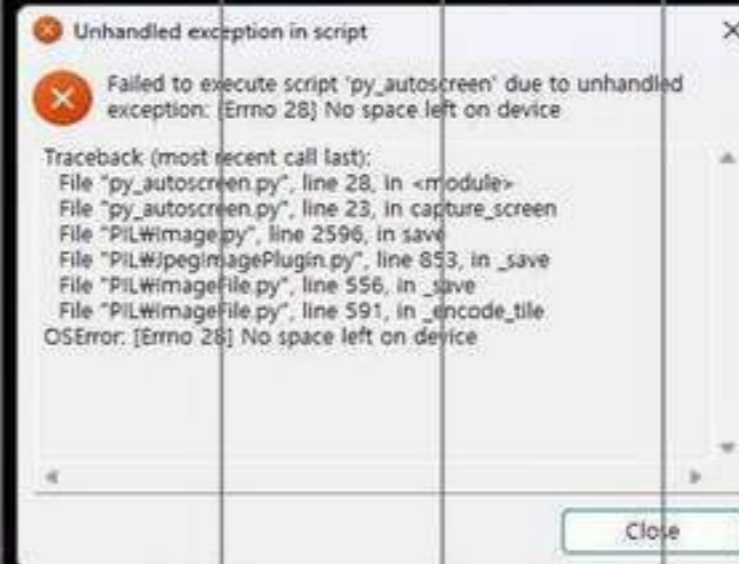 Unhandled exception in script
Failed to execute script 'py_autoscreen' due to unhandled
exception: [Errno 28] No space left on device
Traceback (most recent call last):
File "py_autoscreen.py", line 28, in <module>
File "py_autoscreen.py", line 23, in capture_screen
File "PIL₩Image.py", line 2596, in save
File "PIL₩JpegImagePlugin.py", line 853, in _save
File "PIL₩ImageFile.py", line 556, in _save
File "PIL₩ImageFile.py", line 591, in _encode_tile
OSError: [Errno 28] No space left on device
Close